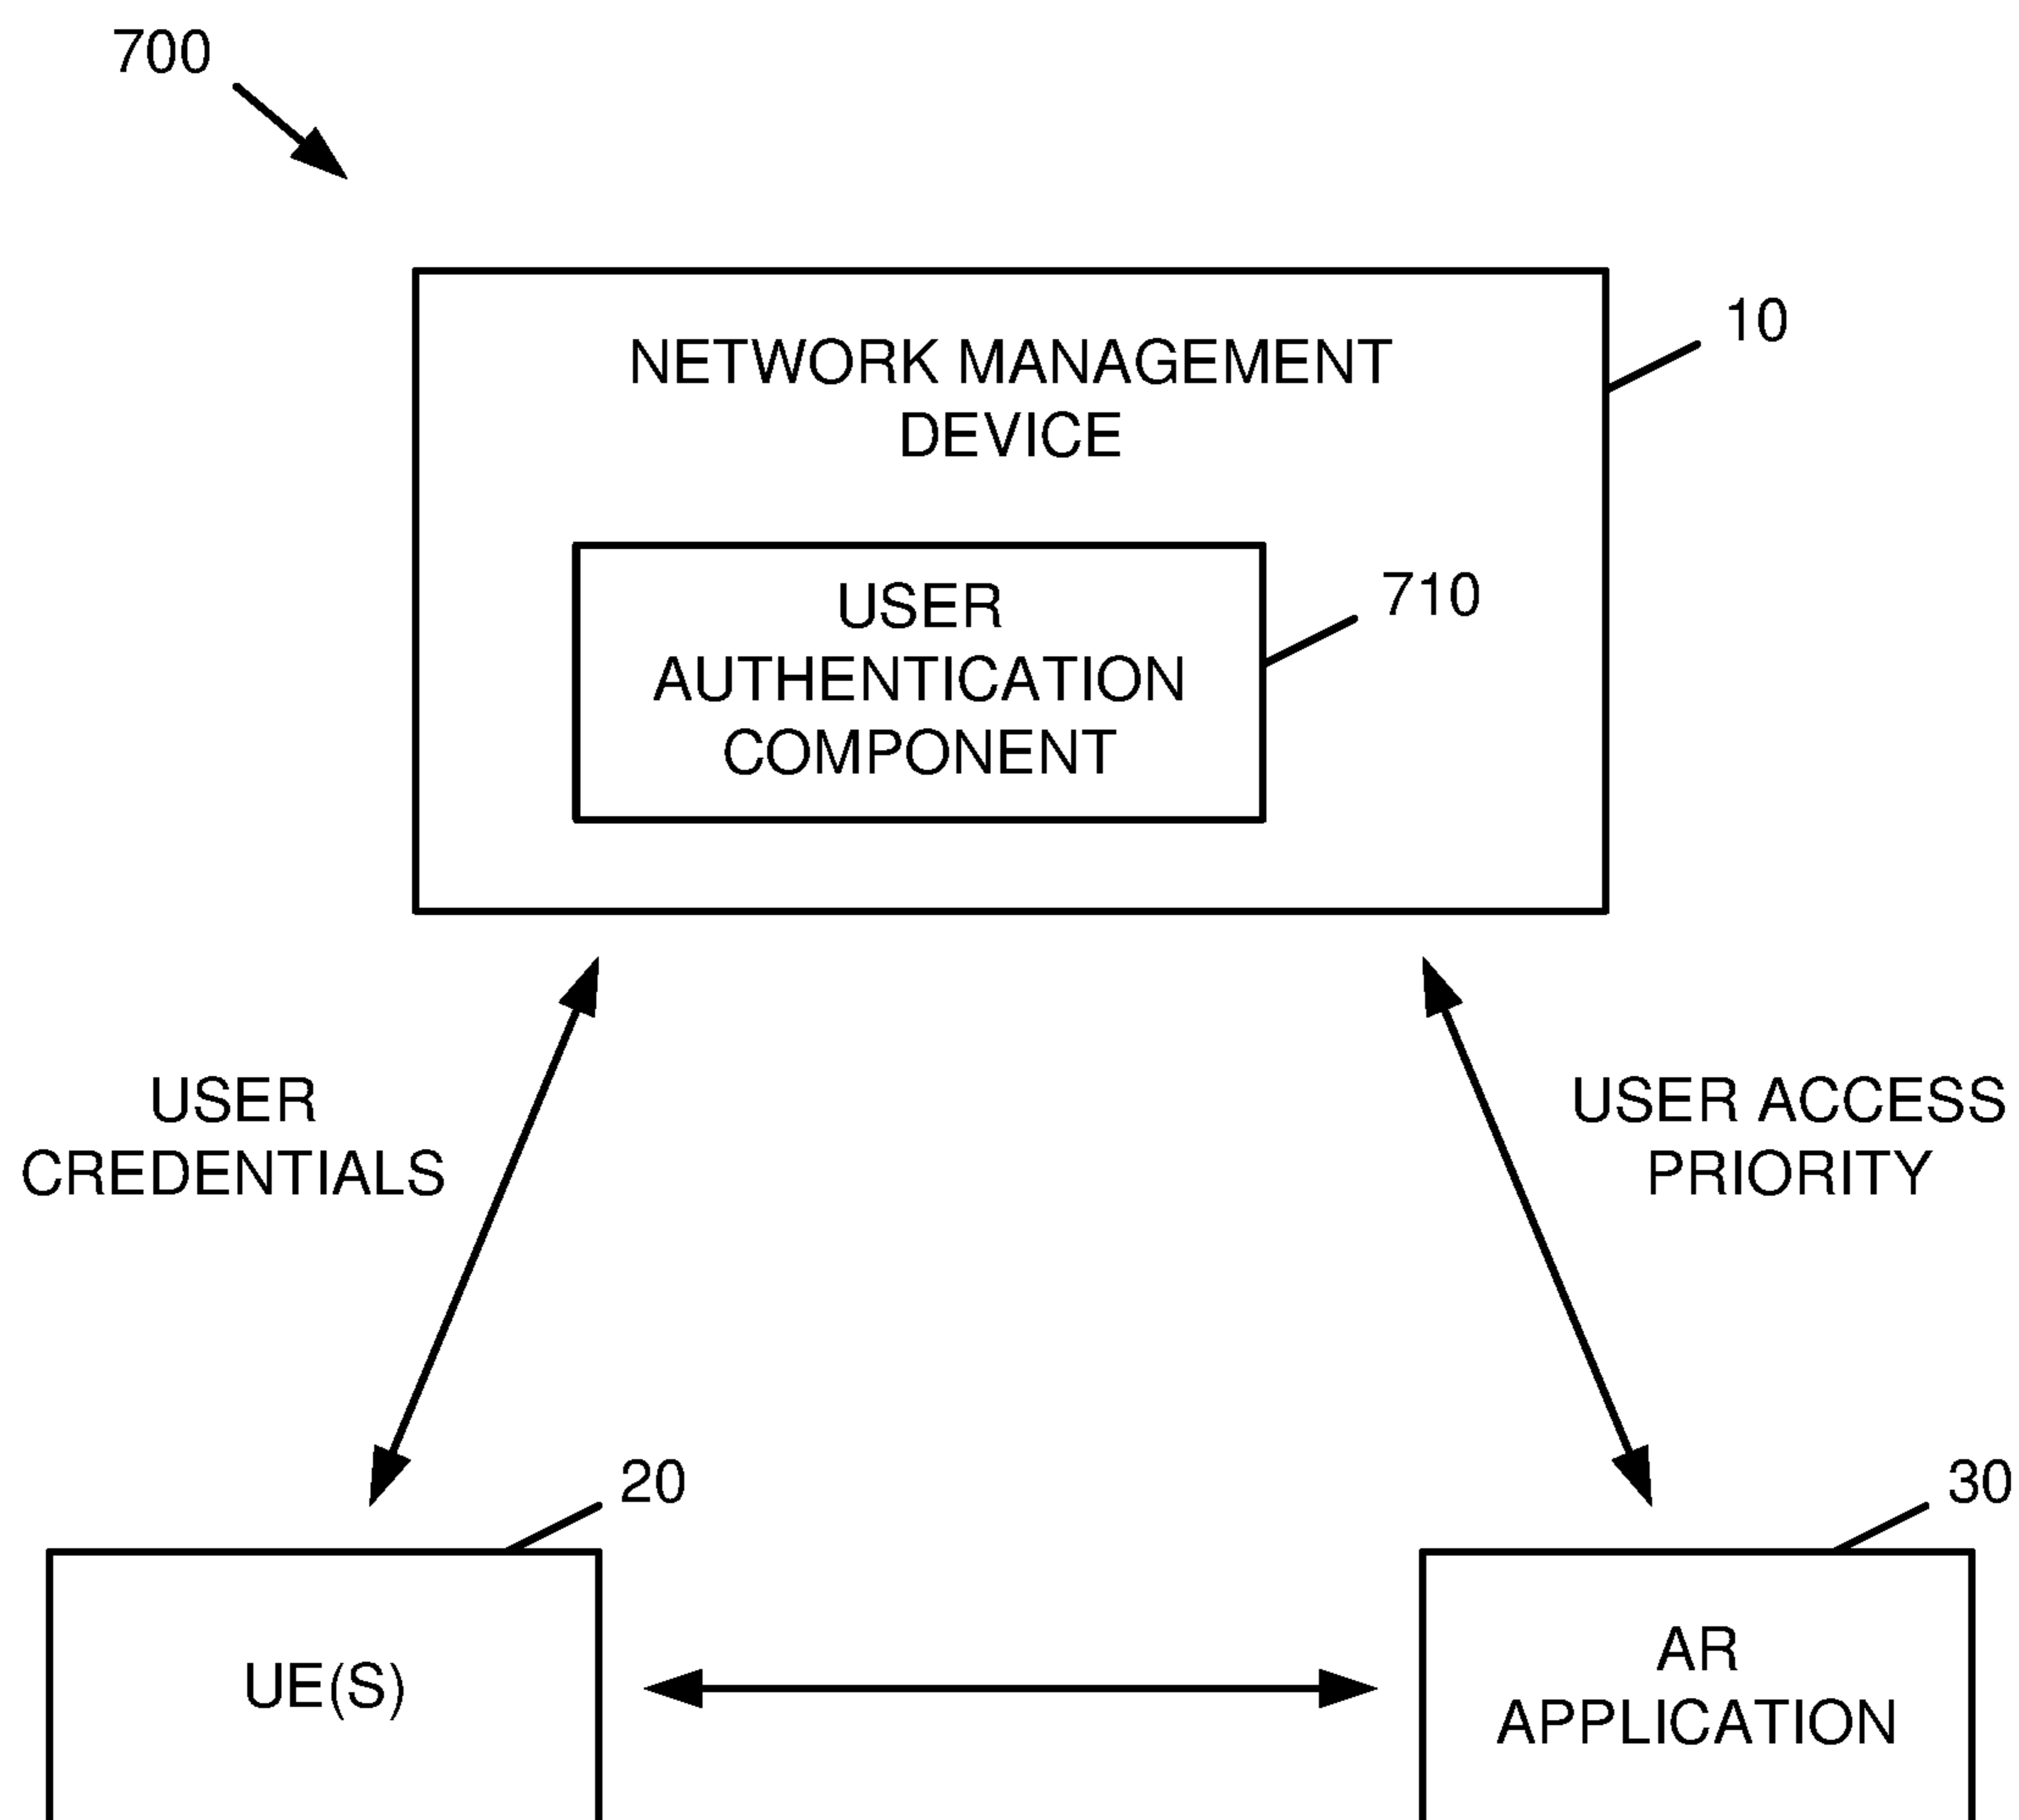 700
10
NETWORK MANAGEMENT
DEVICE
710
USER
AUTHENTICATION
COMPONENT
USER
CREDENTIALS
USER ACCESS
PRIORITY
20
30
UE(S)
AR
APPLICATION